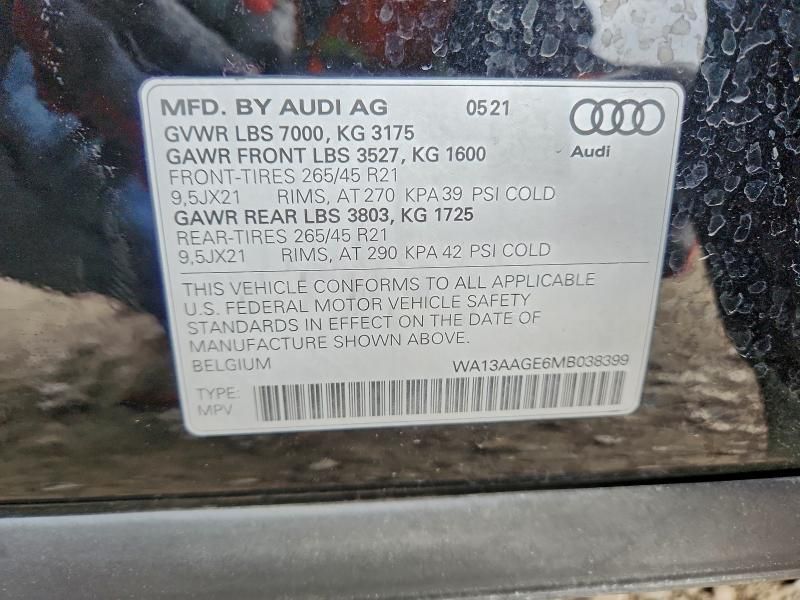 MFD. BY AUDI AG 0521
Audi
GVWR LBS 7000, KG 3175
GAWR FRONT LBS 3527, KG 1600
FRONT-TIRES 265/45 R21
9,5JX21 RIMS, AT 270 KPA 39 PSI COLD
GAWR REAR LBS 3803, KG 1725
REAR-TIRES 265/45 R21
9,5JX21 RIMS, AT 290 KPA 42 PSI COLD
THIS VEHICLE CONFORMS TO ALL APPLICABLE
U.S. FEDERAL MOTOR VEHICLE SAFETY
STANDARDS IN EFFECT ON THE DATE OF
MANUFACTURE SHOWN ABOVE.
BELGIUM WA13AAGE6MB038399
TYPE:
MPV